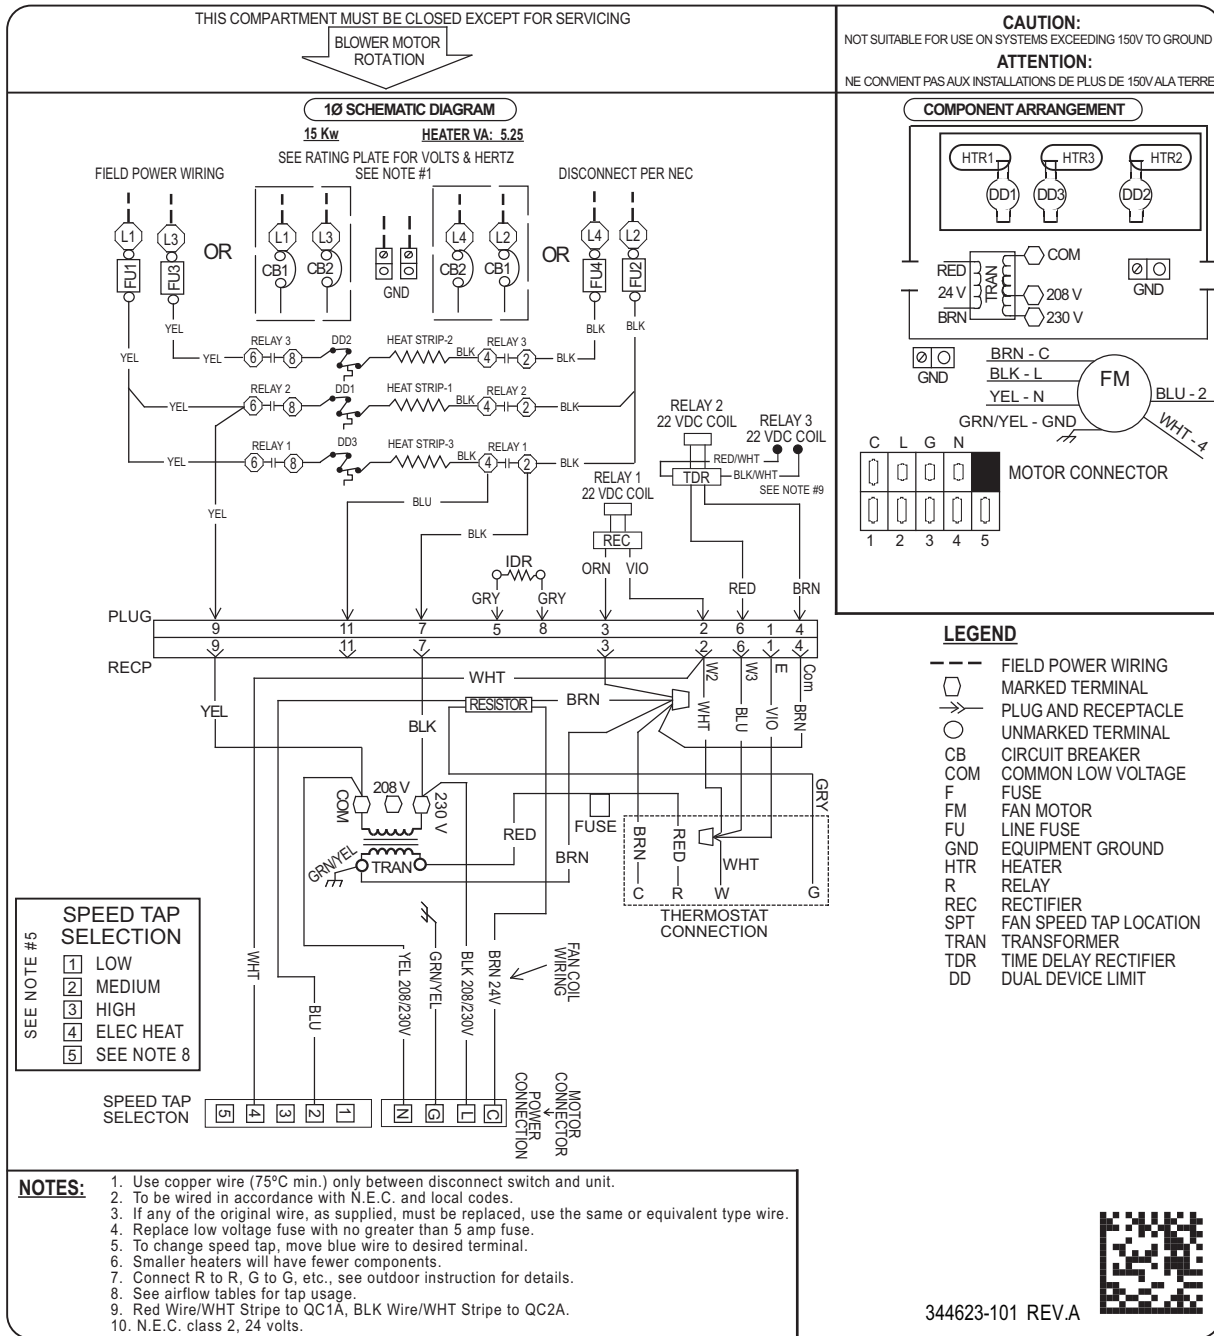 THIS COMPARTMENT MUST BE CLOSED EXCEPT FOR SERVICING
BLOWER MOTOR
ROTATION
CAUTION:
NOT SUITABLE FOR USE ON SYSTEMS EXCEEDING 150V TO GROUND
ATTENTION:
NE CONVIENT PAS AUX INSTALLATIONS DE PLUS DE 150V ALA TERRE
1Ø SCHEMATIC DIAGRAM
15 Kw HEATER VA: 5.25
SEE RATING PLATE FOR VOLTS & HERTZ
SEE NOTE #1
FIELD POWER WIRING
DISCONNECT PER NEC
L1 L3 OR L1 L3 L4 L2 OR L4 L2
FU1 FU3 CB1 CB2 GND CB2 CB1 FU4 FU2
YEL BLK BLK
YEL YEL RELAY 3 6 8 DD2 HEAT STRIP-2 BLK RELAY 3 4 2 BLK
YEL RELAY 2 6 8 DD1 HEAT STRIP-1 BLK RELAY 2 4 2 BLK
YEL RELAY 1 6 8 DD3 HEAT STRIP-3 BLK RELAY 1 4 2 BLK
RELAY 2
22 VDC COIL
RELAY 3
22 VDC COIL
RED/WHT
TDR BLK/WHT
SEE NOTE #9
RELAY 1
22 VDC COIL
REC
YEL BLU BLK
IDR
GRY GRY
ORN VIO RED BRN
PLUG 9 11 7 5 8 3 2 6 1 4
RECP 9 11 7 3 2 6 1 4
W2 W3 E Com
WHT
RESISTOR BRN
YEL BLK WHT BLU VIO BRN
GRY
COM 208 V 230 V
RED FUSE
GRN/YEL TRAN
BRN
BRN RED WHT
C R W G
THERMOSTAT
CONNECTION
SEE NOTE #5
SPEED TAP
SELECTION
1 LOW
2 MEDIUM
3 HIGH
4 ELEC HEAT
5 SEE NOTE 8
WHT BLU YEL 208/230V GRN/YEL BLK 208/230V BRN 24V
FAN COIL
WIRING
SPEED TAP
SELECTON
5 4 3 2 1 N G L C
MOTOR
CONNECTOR
POWER
CONNECTION
COMPONENT ARRANGEMENT
HTR1 HTR3 HTR2
DD1 DD3 DD2
RED
24 V
BRN
TRAN
COM
208 V
230 V
GND
GND
BRN - C
BLK - L
YEL - N
GRN/YEL - GND
FM
BLU - 2
WHT - 4
C L G N
MOTOR CONNECTOR
1 2 3 4 5
LEGEND
FIELD POWER WIRING
MARKED TERMINAL
PLUG AND RECEPTACLE
UNMARKED TERMINAL
CB CIRCUIT BREAKER
COM COMMON LOW VOLTAGE
F FUSE
FM FAN MOTOR
FU LINE FUSE
GND EQUIPMENT GROUND
HTR HEATER
R RELAY
REC RECTIFIER
SPT FAN SPEED TAP LOCATION
TRAN TRANSFORMER
TDR TIME DELAY RECTIFIER
DD DUAL DEVICE LIMIT
NOTES:
1. Use copper wire (75ºC min.) only between disconnect switch and unit.
2. To be wired in accordance with N.E.C. and local codes.
3. If any of the original wire, as supplied, must be replaced, use the same or equivalent type wire.
4. Replace low voltage fuse with no greater than 5 amp fuse.
5. To change speed tap, move blue wire to desired terminal.
6. Smaller heaters will have fewer components.
7. Connect R to R, G to G, etc., see outdoor instruction for details.
8. See airflow tables for tap usage.
9. Red Wire/WHT Stripe to QC1A, BLK Wire/WHT Stripe to QC2A.
10. N.E.C. class 2, 24 volts.
344623-101 REV.A